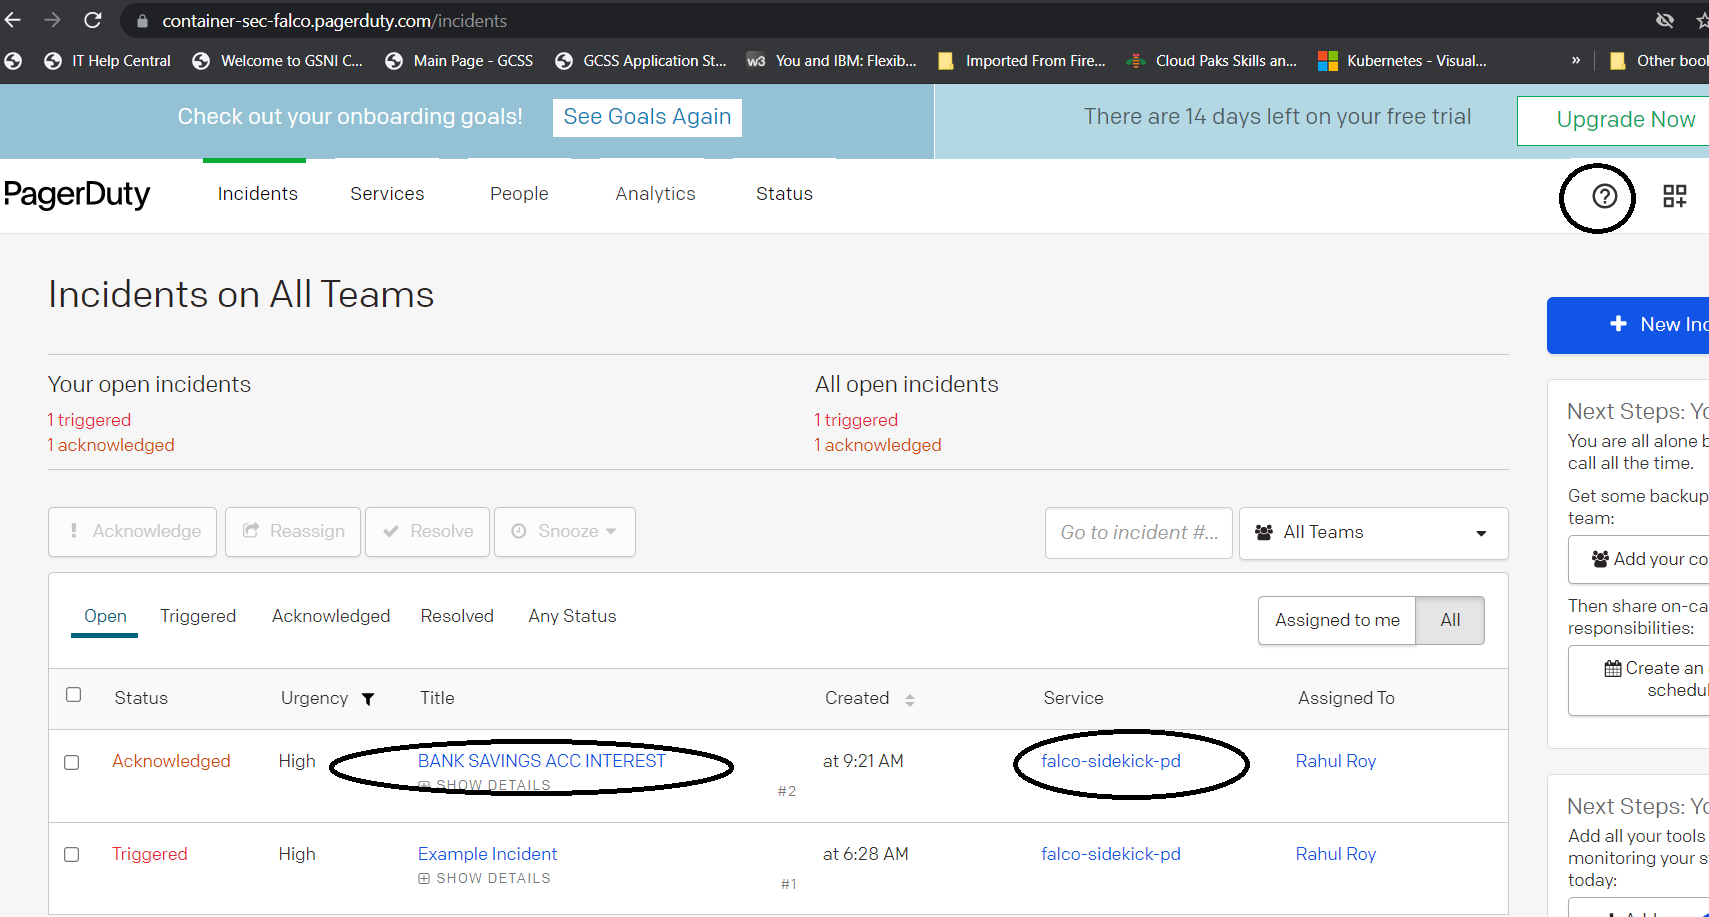 container-sec-falco.pagerduty.com/incidents
IT Help Central Welcome to GSNI C... Main Page - GCSS GCSS Application St... w3 You and IBM: Flexib... Imported From Fire... Cloud Paks Skills an... Kubernetes - Visual... » Other
Check out your onboarding goals! See Goals Again There are 14 days left on your free trial Upgrade Now
PagerDuty Incidents Services People Analytics Status
Incidents on All Teams
+ New
Your open incidents All open incidents
1 triggered 1 triggered
1 acknowledged 1 acknowledged
Acknowledge Reassign Resolve Snooze Go to incident #... All Teams
Open Triggered Acknowledged Resolved Any Status Assigned to me All
Status Urgency Title Created Service Assigned To
Acknowledged High BANK SAVINGS ACC INTEREST at 9:21 AM falco-sidekick-pd Rahul Roy
SHOW DETAILS #2
Triggered High Example Incident at 6:28 AM falco-sidekick-pd Rahul Roy
SHOW DETAILS #1
Next Steps:
You are all alone
call all the time.
Get some backup
team:
Add your
Then share
responsibilities:
Create an
Next Steps:
Add all your tools
monitoring your
today: